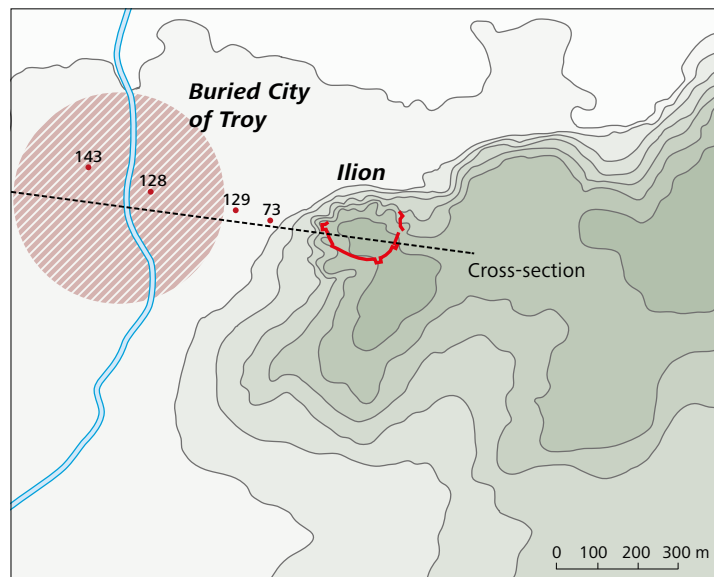 Buried City
of Troy
143
Ilion
128
129
73
Cross-section
0 100 200 300 m